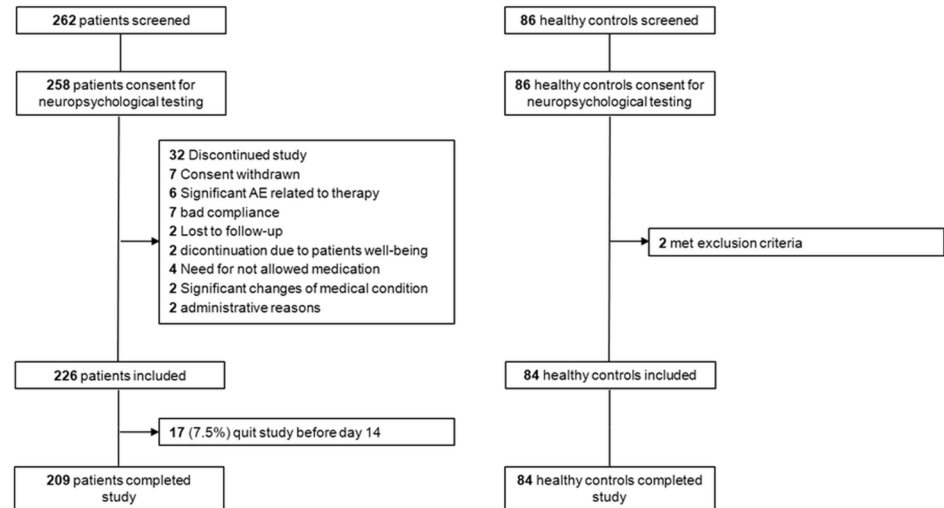 262 patients screened
258 patients consent for
neuropsychological testing
32 Discontinued study
7 Consent withdrawn
6 Significant AE related to therapy
7 bad compliance
2 Lost to follow-up
2 dicontinuation due to patients well-being
4 Need for not allowed medication
2 Significant changes of medical condition
2 administrative reasons
226 patients included
17 (7.5%) quit study before day 14
209 patients completed
study
86 healthy controls screened
86 healthy controls consent for
neuropsychological testing
2 met exclusion criteria
84 healthy controls included
84 healthy controls completed
study